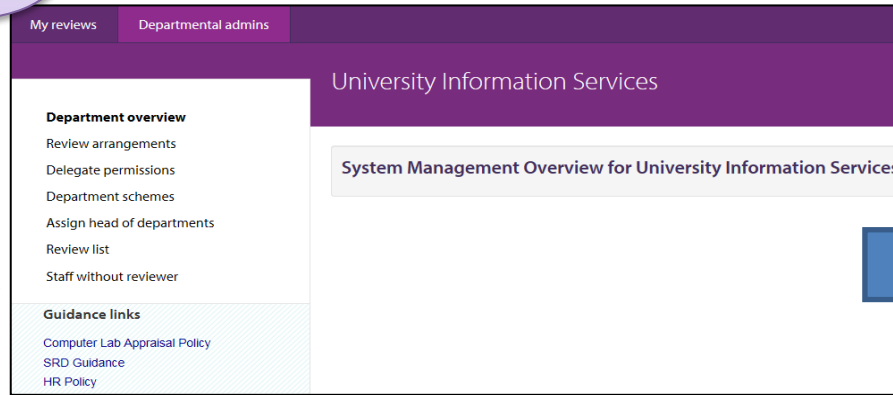 My reviews Departmental admins
University Information Services
Department overview
Review arrangements
Delegate permissions
Department schemes
Assign head of departments
Review list
Staff without reviewer
System Management Overview for University Information Services
Guidance links
Computer Lab Appraisal Policy
SRD Guidance
HR Policy